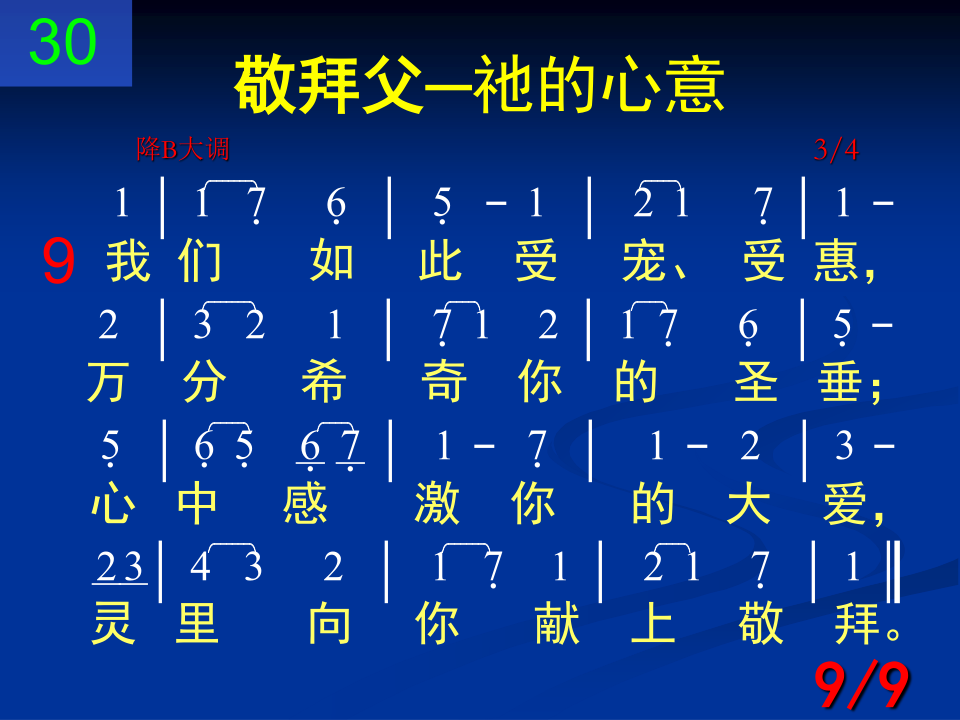 30
敬拜父─祂的心意
降B大调 3/4
1 | 1 7̣ 6̣ | 5̣ - 1 | 2 1 7̣ | 1 -
9 我 们 如 此 受 宠、 受 惠，
2 | 3 2 1 | 7̣ 1 2 | 1 7̣ 6̣ | 5̣ -
万 分 希 奇 你 的 圣 垂；
5̣ | 6̣ 5̣ 6̣ 7̣ | 1 - 7̣ | 1 - 2 | 3 -
心 中 感 激 你 的 大 爱，
2 3 | 4 3 2 | 1 7̣ 1 | 2 1 7̣ | 1 ‖
灵 里 向 你 献 上 敬 拜。
9/9